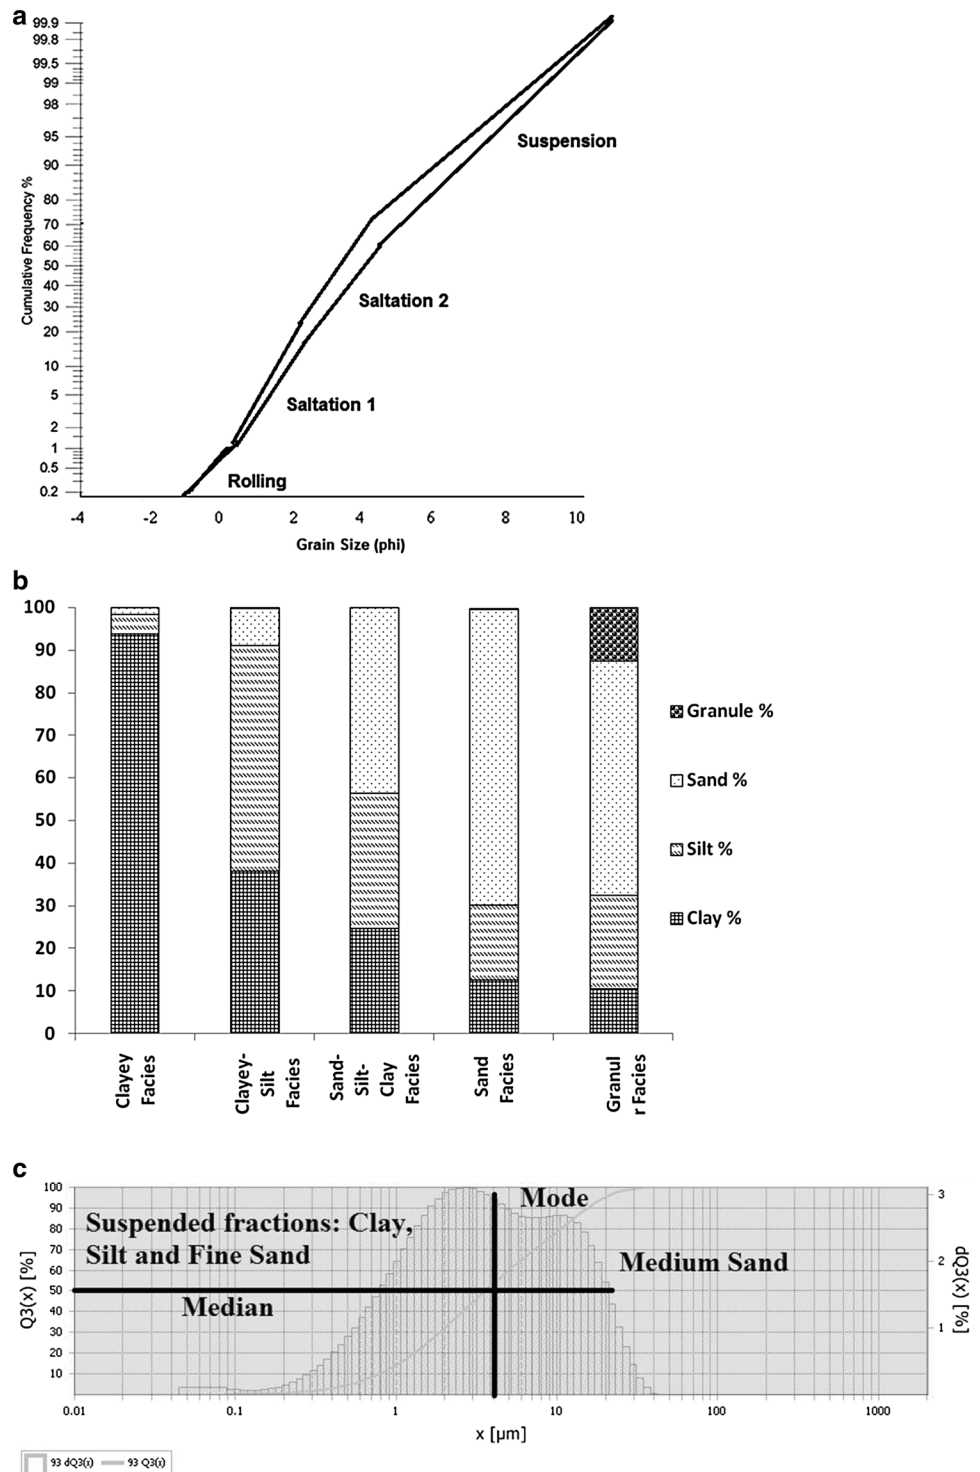 a
99.9
99.8
99.5
99
98
95
90
80
70
60
50
40
30
20
10
5
2
1
0.5
0.2
Cumulative Frequency %
Suspension
Saltation 2
Saltation 1
Rolling
-4 -2 0 2 4 6 8 10
Grain Size (phi)
b
100
90
80
70
60
50
40
30
20
10
0
Granule %
Sand %
Silt %
Clay %
Clayey
Facies
Clayey-
Silt
Facies
Sand-
Silt-
Clay
Facies
Sand
Facies
Granul
r Facies
c
100
90
80
70
60
50
40
30
20
10
Q3(x) [%]
Suspended fractions: Clay,
Silt and Fine Sand
Mode
Medium Sand
Median
3
2
1
dQ3(x) [%]
0.01 0.1 1 10 100 1000
x [µm]
93 dQ3(i) 93 Q3(i)